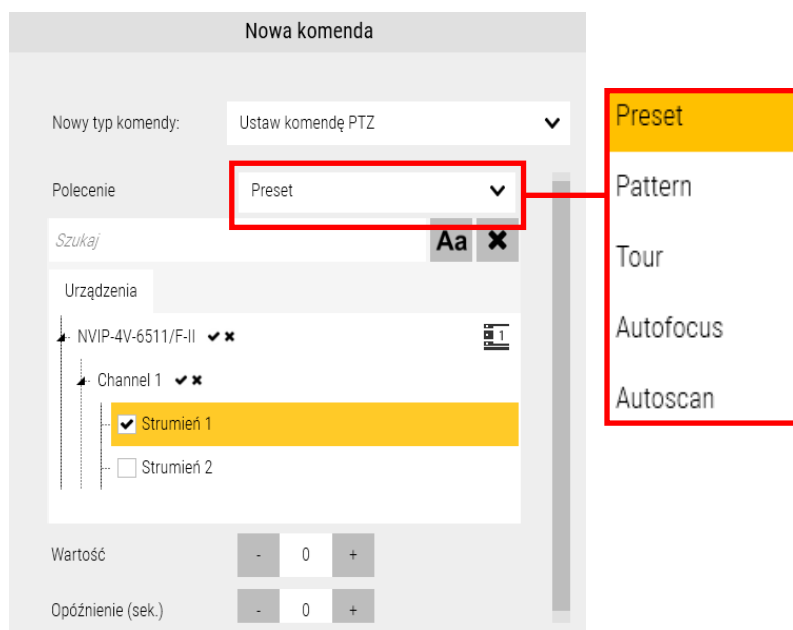 Nowa komenda
Nowy typ komendy: Ustaw komendę PTZ
Polecenie Preset
Szukaj Aa
Urządzenia
NVIP-4V-6511/F-II 1
Channel 1
Strumień 1
Strumień 2
Wartość - 0 +
Opóźnienie (sek.) - 0 +
Preset
Pattern
Tour
Autofocus
Autoscan